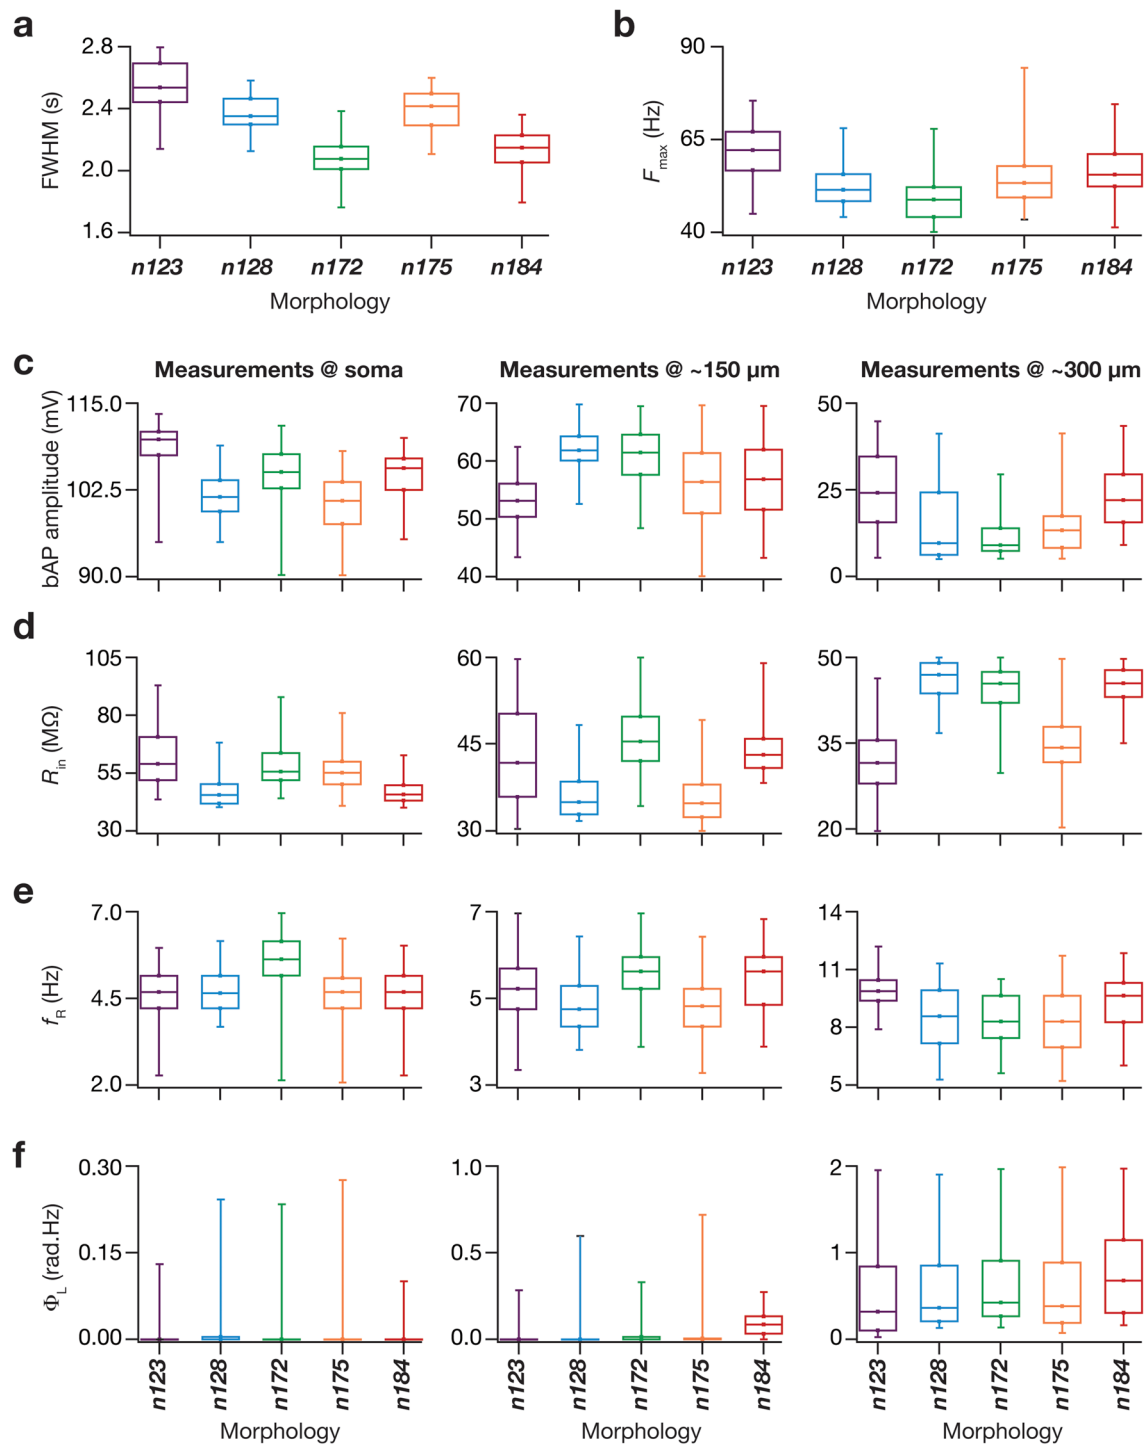 a
b
2.8
2.4
2.0
1.6
FWHM (s)
n123 n128 n172 n175 n184
Morphology
90
65
40
Fmax (Hz)
n123 n128 n172 n175 n184
Morphology
c
Measurements @ soma
Measurements @ ~150 µm
Measurements @ ~300 µm
bAP amplitude (mV)
115.0
102.5
90.0
70
60
50
40
50
25
0
d
Rin (MΩ)
105
80
55
30
60
45
30
50
35
20
e
fR (Hz)
7.0
4.5
2.0
7
5
3
14
11
8
5
f
ΦL (rad.Hz)
0.30
0.15
0.00
1.0
0.5
0.0
2
1
0
n123 n128 n172 n175 n184
n123 n128 n172 n175 n184
n123 n128 n172 n175 n184
Morphology
Morphology
Morphology